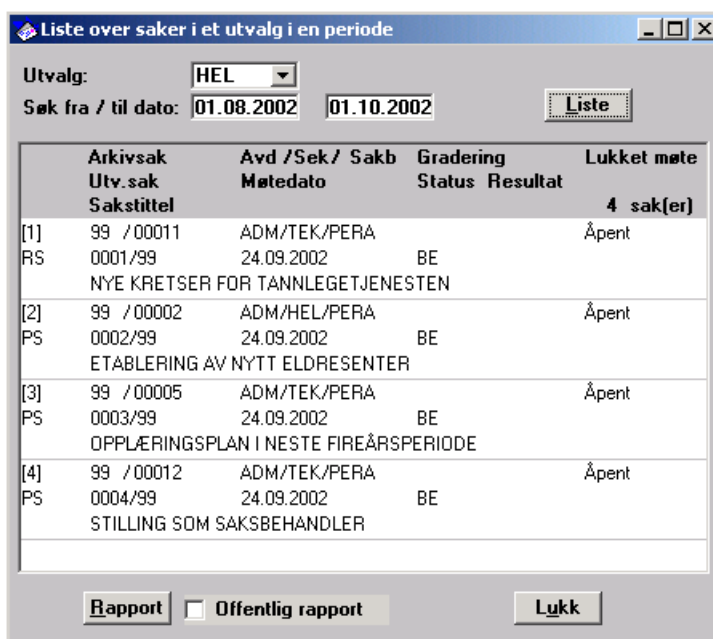 Liste over saker i et utvalg i en periode
Utvalg: HEL
Søk fra / til dato: 01.08.2002 01.10.2002 Liste
Arkivsak Avd /Sek/ Sakb Gradering Lukket møte
Utv.sak Møtedato Status Resultat
Sakstittel 4 sak(er)
[1] 99 /00011 ADM/TEK/PERA Åpent
RS 0001/99 24.09.2002 BE
NYE KRETSER FOR TANNLEGETJENESTEN
[2] 99 /00002 ADM/HEL/PERA Åpent
PS 0002/99 24.09.2002 BE
ETABLERING AV NYTT ELDRESENTER
[3] 99 /00005 ADM/TEK/PERA Åpent
PS 0003/99 24.09.2002 BE
OPPLÆRINGSPLAN I NESTE FIREÅRSPERIODE
[4] 99 /00012 ADM/TEK/PERA Åpent
PS 0004/99 24.09.2002 BE
STILLING SOM SAKSBEHANDLER
Rapport Offentlig rapport Lukk